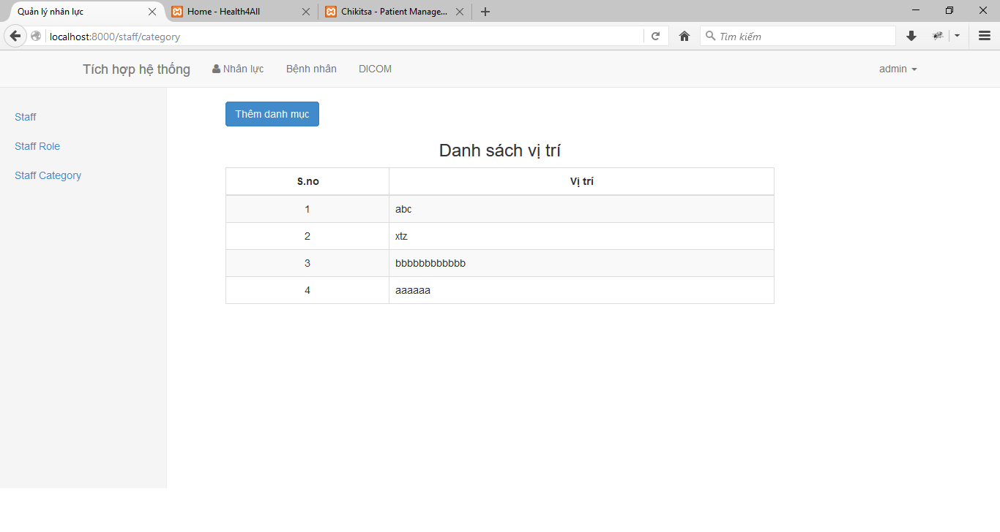 Quản lý nhân lực
Home - Health4All
Chikitsa - Patient Manage...
localhost:8000/staff/category
Tìm kiếm
Tích hợp hệ thống
Nhân lực
Bệnh nhân
DICOM
admin
Staff
Staff Role
Staff Category
Thêm danh mục
Danh sách vị trí
S.no Vị trí
1 abc
2 xtz
3 bbbbbbbbbbbb
4 aaaaaa